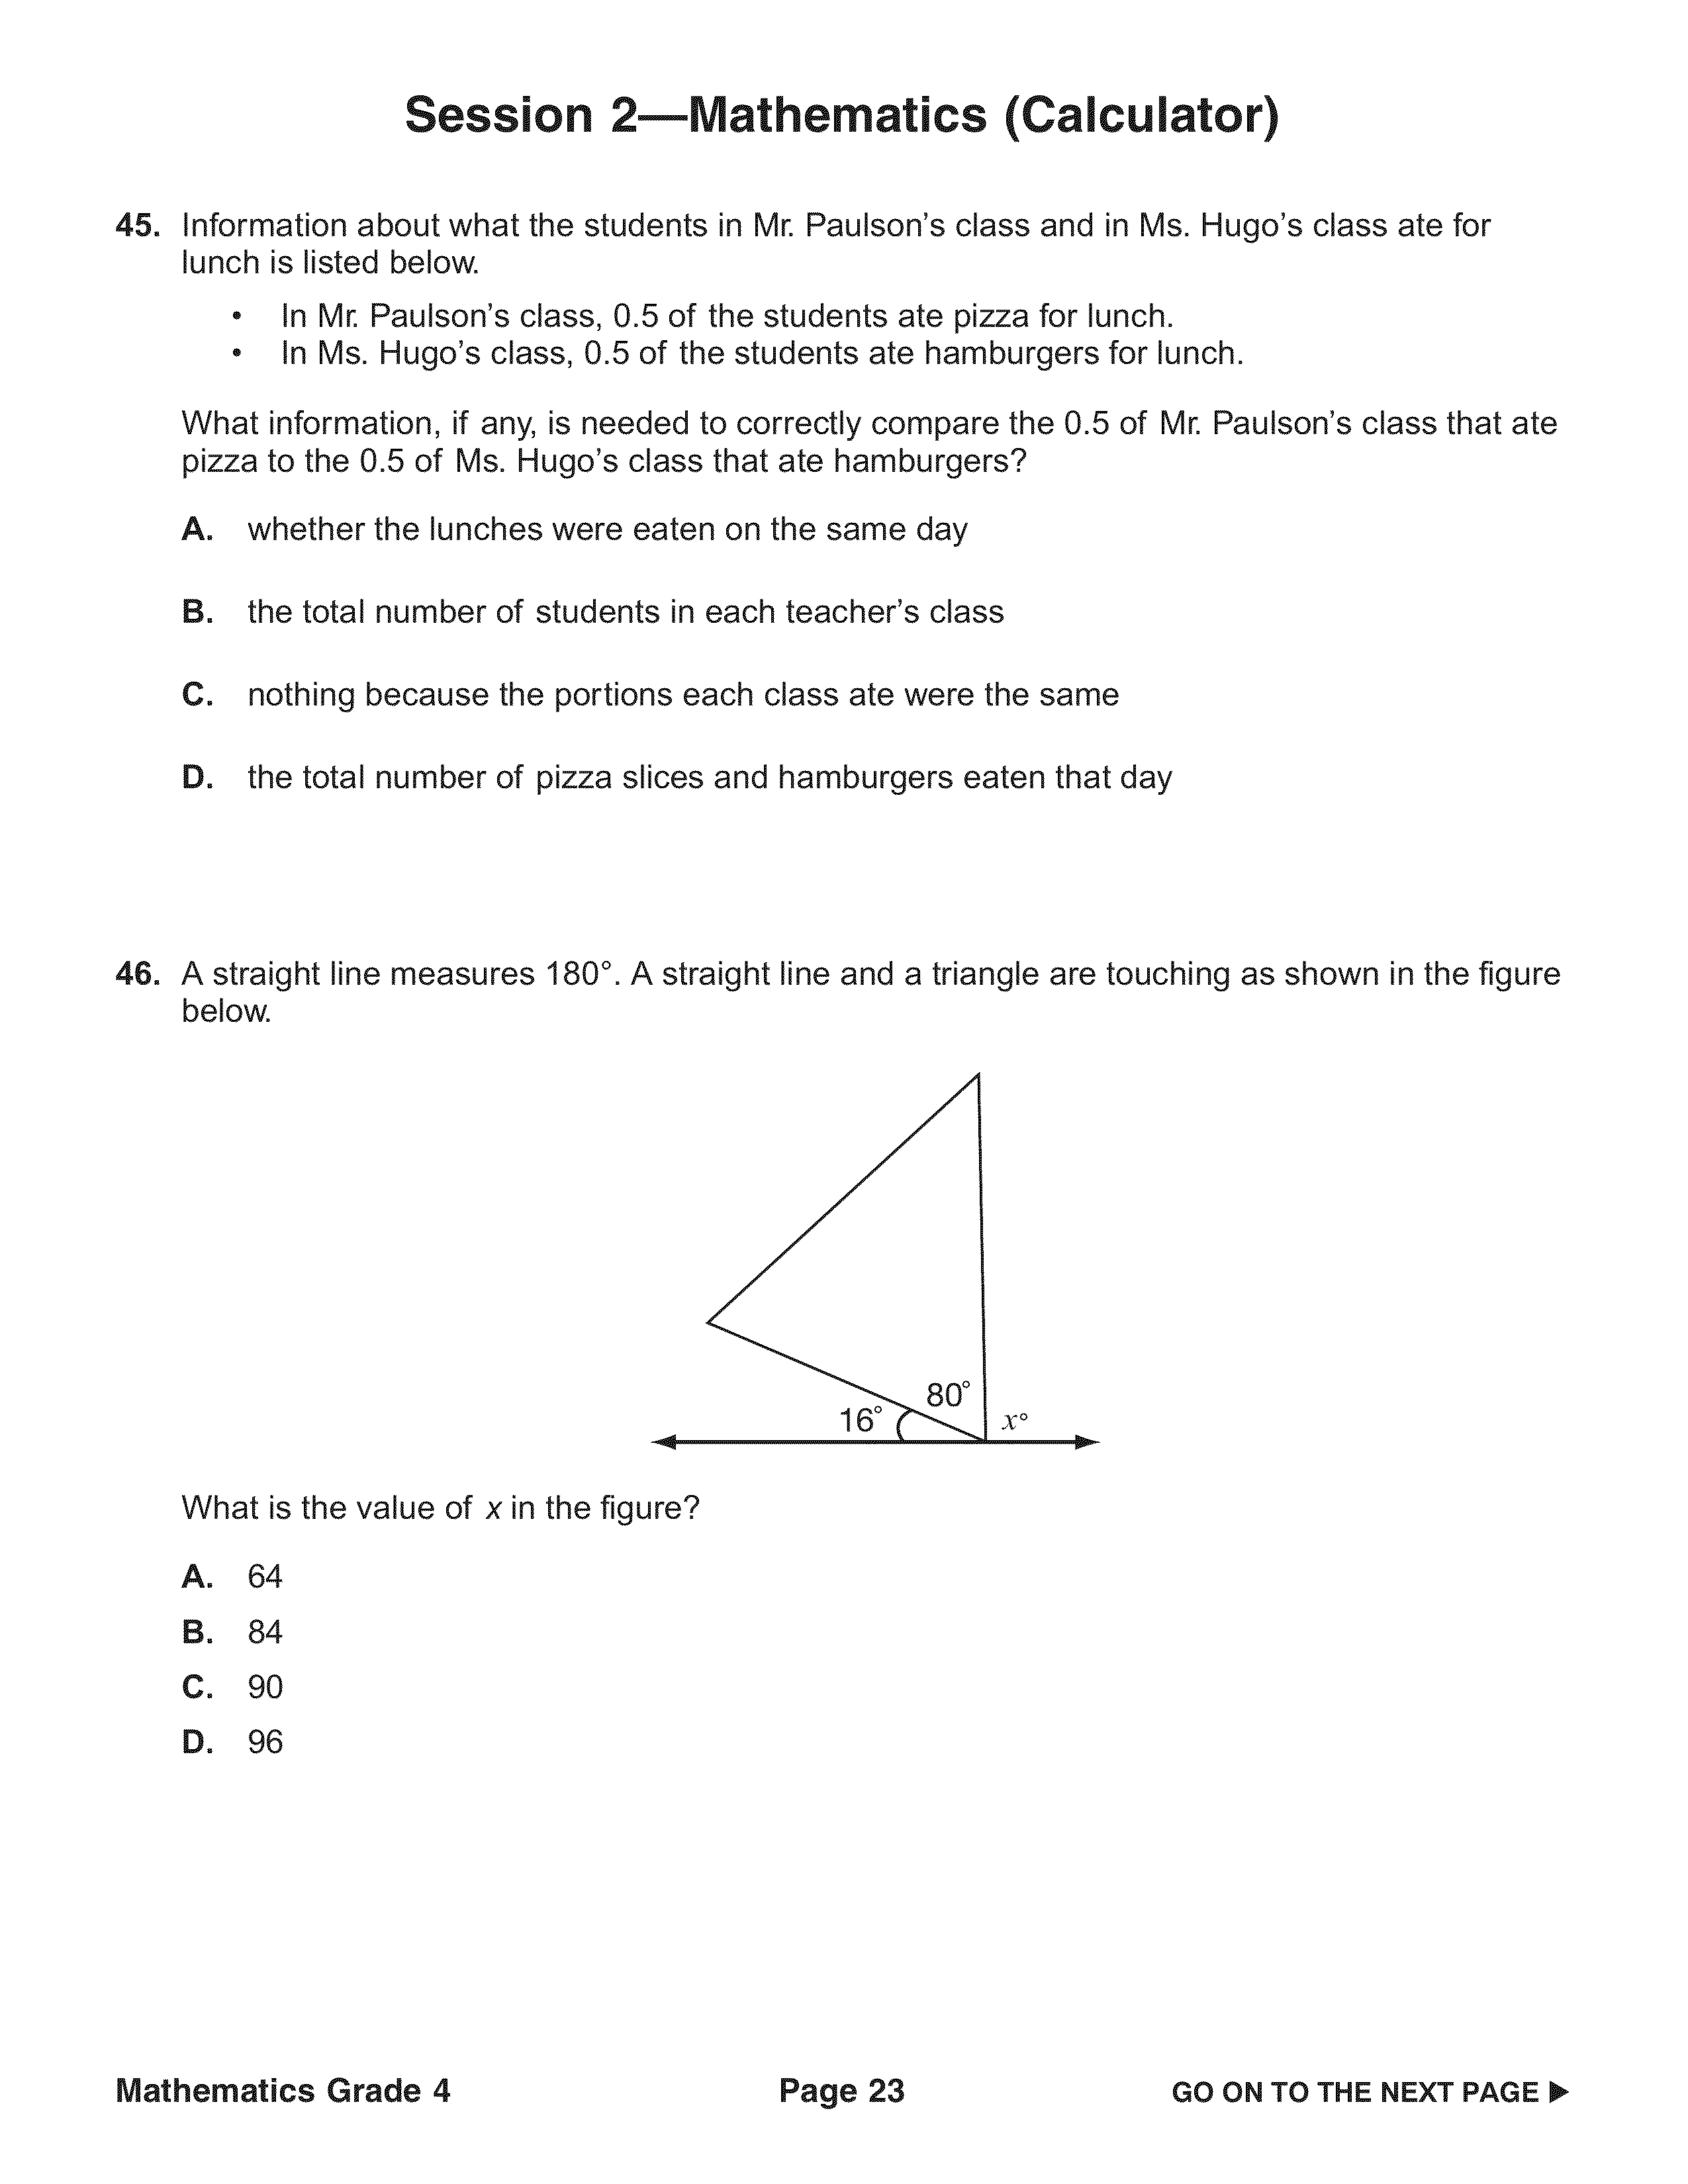 Session 2—Mathematics (Calculator)
45. Information about what the students in Mr. Paulson’s class and in Ms. Hugo’s class ate for
lunch is listed below.
• In Mr. Paulson’s class, 0.5 of the students ate pizza for lunch.
• In Ms. Hugo’s class, 0.5 of the students ate hamburgers for lunch.
What information, if any, is needed to correctly compare the 0.5 of Mr. Paulson’s class that ate
pizza to the 0.5 of Ms. Hugo’s class that ate hamburgers?
A. whether the lunches were eaten on the same day
B. the total number of students in each teacher’s class
C. nothing because the portions each class ate were the same
D. the total number of pizza slices and hamburgers eaten that day
46. A straight line measures 180°. A straight line and a triangle are touching as shown in the figure
below.
80°
16°
x°
What is the value of x in the figure?
A. 64
B. 84
C. 90
D. 96
Mathematics Grade 4
Page 23
GO ON TO THE NEXT PAGE ▶